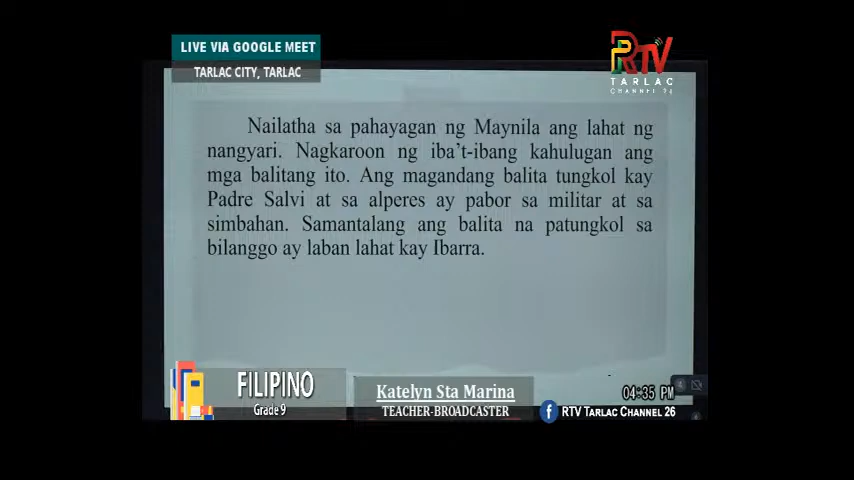 LIVE VIA GOOGLE MEET
TARLAC CITY, TARLAC
RTV
TARLAC
CHANNEL 26
Nailatha sa pahayagan ng Maynila ang lahat ng
nangyari. Nagkaroon ng iba't-ibang kahulugan ang
mga balitang ito. Ang magandang balita tungkol kay
Padre Salvi at sa alperes ay pabor sa militar at sa
simbahan. Samantalang ang balita na patungkol sa
bilanggo ay laban lahat kay Ibarra.
FILIPINO
Grade 9
Katelyn Sta Marina
TEACHER-BROADCASTER
04:35 PM
RTV TARLAC CHANNEL 26